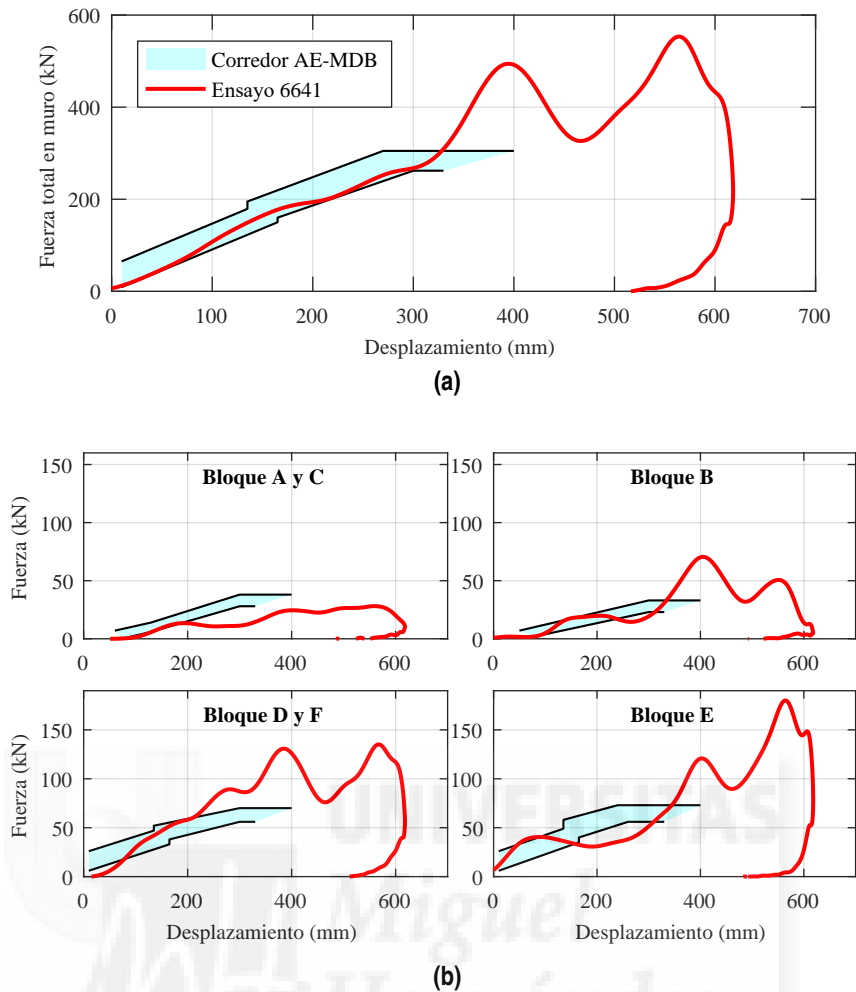 600
400
200
0
Fuerza total en muro (kN)
Corredor AE-MDB
Ensayo 6641
0 100 200 300 400 500 600 700
Desplazamiento (mm)
(a)
150
100
50
0
Fuerza (kN)
Bloque A y C
0 200 400 600
150
100
50
0
Bloque B
0 200 400 600
150
100
50
0
Fuerza (kN)
Bloque D y F
0 200 400 600
Desplazamiento (mm)
150
100
50
0
Bloque E
0 200 400 600
Desplazamiento (mm)
(b)
UNIVERSITAS
Miguel